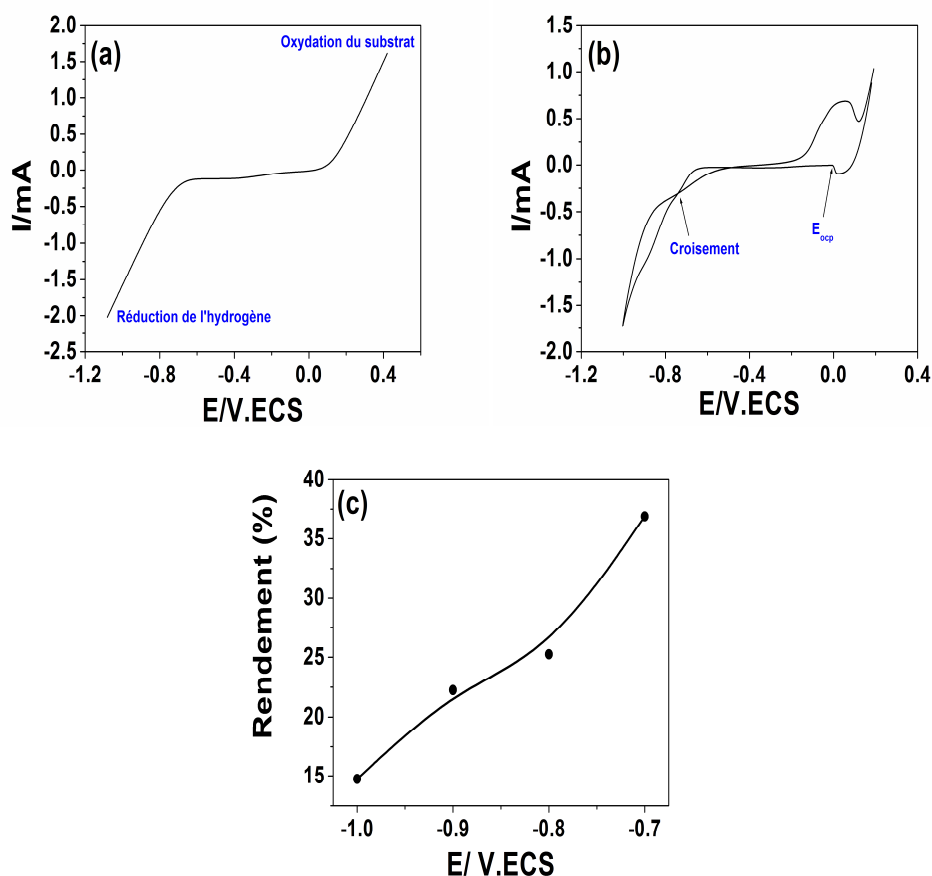 (a)
Oxydation du substrat
2.0
1.5
1.0
0.5
0.0
-0.5
-1.0
-1.5
-2.0
-2.5
I/mA
Réduction de l'hydrogène
-1.2 -0.8 -0.4 0.0 0.4
E/V.ECS
(b)
1.5
1.0
0.5
0.0
-0.5
-1.0
-1.5
-2.0
I/mA
Eocp
Croisement
-1.2 -0.8 -0.4 0.0 0.4
E/V.ECS
(c)
40
35
30
25
20
15
Rendement (%)
-1.0 -0.9 -0.8 -0.7
E/ V.ECS